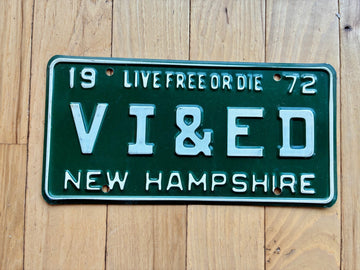 19 LIVE FREE OR DIE 72
VI&ED
NEW HAMPSHIRE